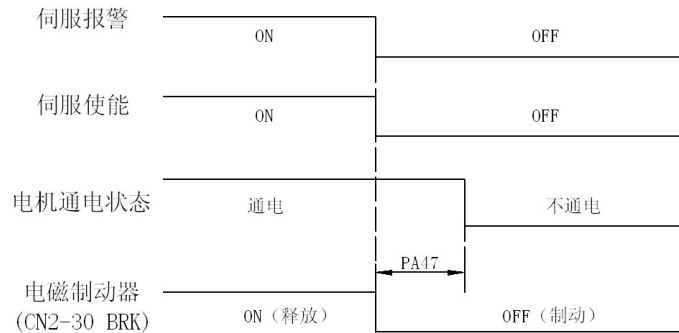 伺服报警
ON OFF
伺服使能
ON OFF
电机通电状态
通电 不通电
PA47
电磁制动器
(CN2-30 BRK)
ON（释放） OFF（制动）